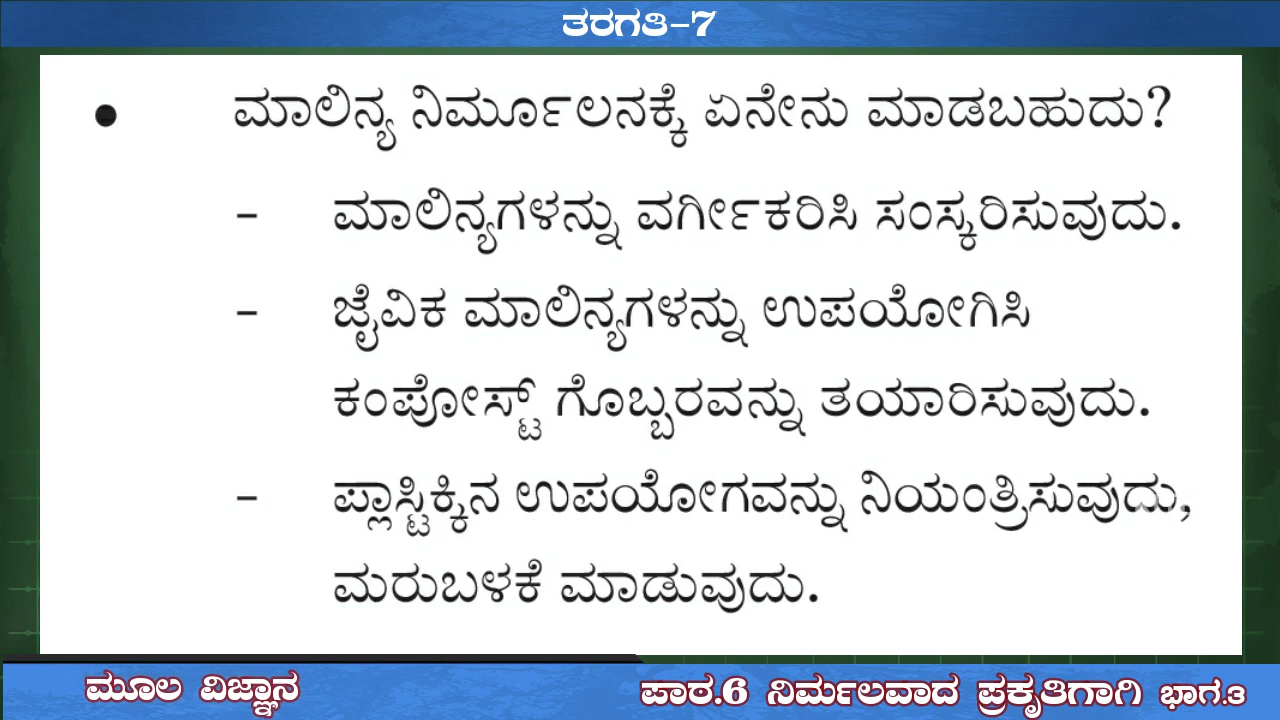 ತರಗತಿ-7
• ಮಾಲಿನ್ಯ ನಿರ್ಮೂಲನಕ್ಕೆ ಏನೇನು ಮಾಡಬಹುದು?
- ಮಾಲಿನ್ಯಗಳನ್ನು ವರ್ಗೀಕರಿಸಿ ಸಂಸ್ಕರಿಸುವುದು.
- ಜೈವಿಕ ಮಾಲಿನ್ಯಗಳನ್ನು ಉಪಯೋಗಿಸಿ
ಕಂಪೋಸ್ಟ್ ಗೊಬ್ಬರವನ್ನು ತಯಾರಿಸುವುದು.
- ಪ್ಲಾಸ್ಟಿಕ್ಕಿನ ಉಪಯೋಗವನ್ನು ನಿಯಂತ್ರಿಸುವುದು,
ಮರುಬಳಕೆ ಮಾಡುವುದು.
ಮೂಲ ವಿಜ್ಞಾನ
ಪಾಠ.6 ನಿರ್ಮಲವಾದ ಪ್ರಕೃತಿಗಾಗಿ ಭಾಗ.3